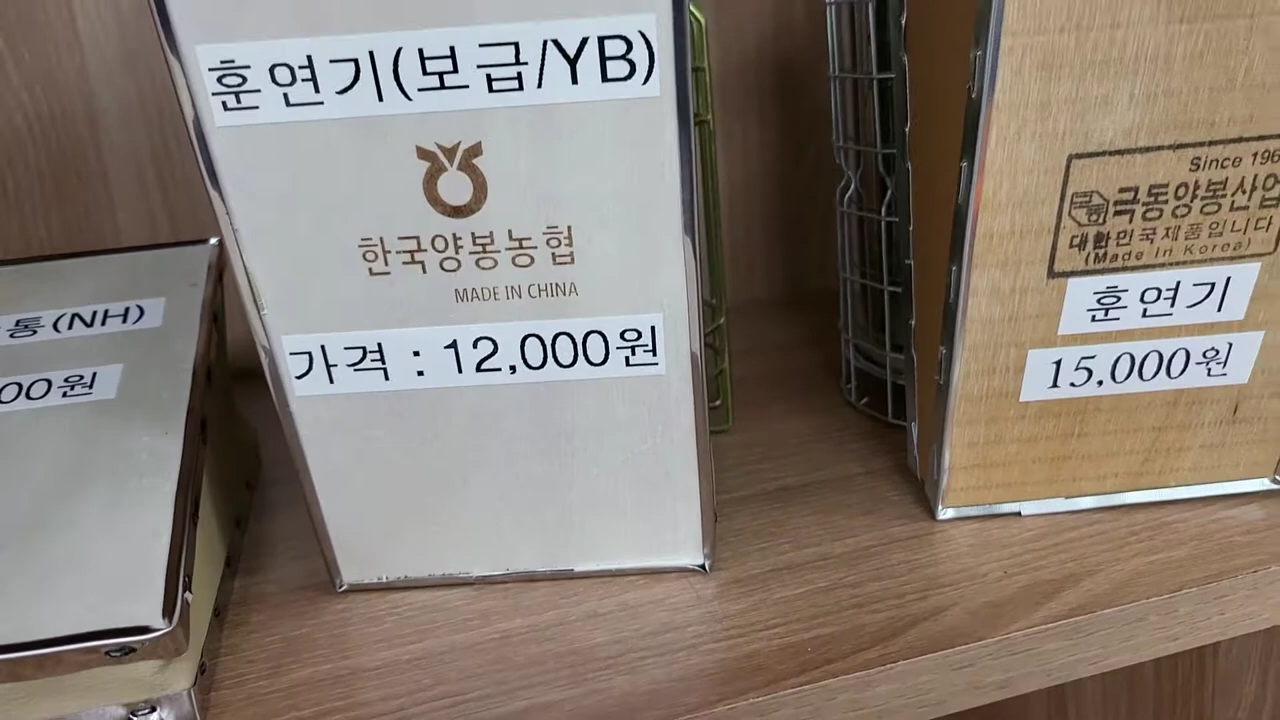 통(NH)
00원
훈연기(보급/YB)
한국양봉농협
MADE IN CHINA
가격 : 12,000원
Since 196
극동양봉산업
대한민국제품입니다
(Made in Korea)
훈연기
15,000원